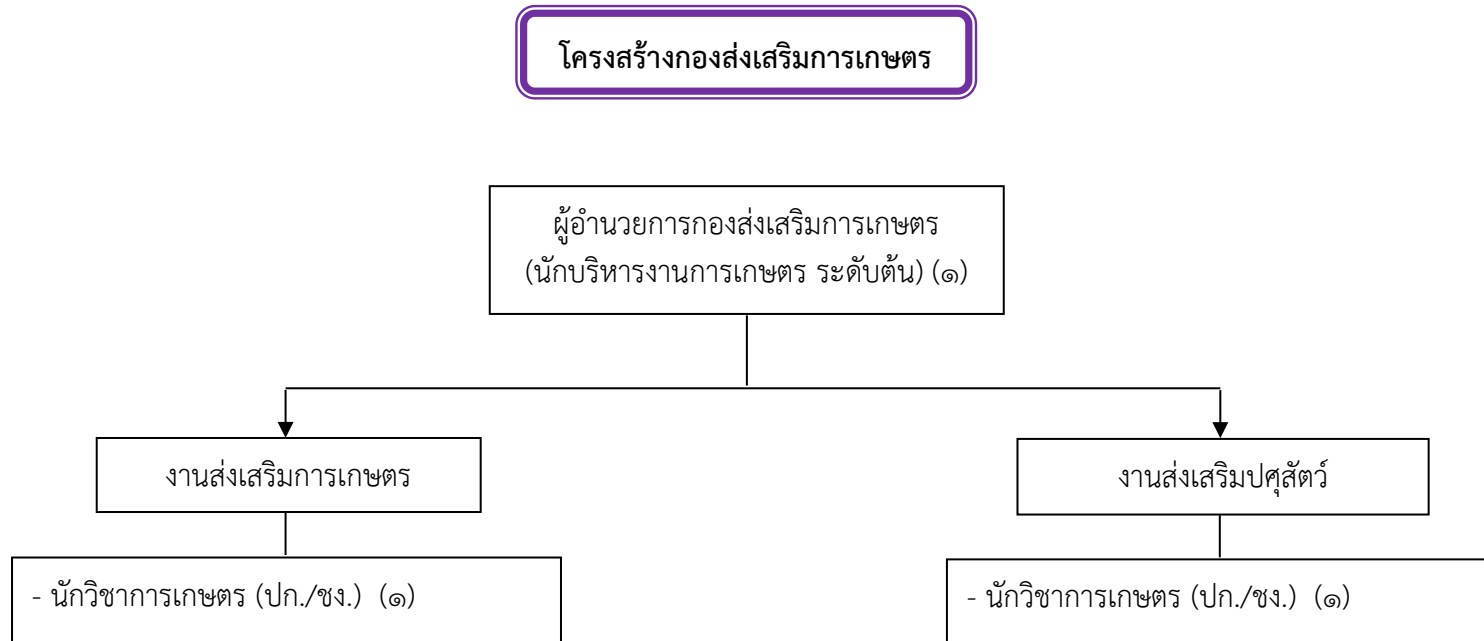 โครงสร้างกองส่งเสริมการเกษตร
ผู้อำนวยการกองส่งเสริมการเกษตร
(นักบริหารงานการเกษตร ระดับต้น) (๑)
งานส่งเสริมการเกษตร
งานส่งเสริมปศุสัตว์
- นักวิชาการเกษตร (ปก./ชง.) (๑)
- นักวิชาการเกษตร (ปก./ชง.) (๑)